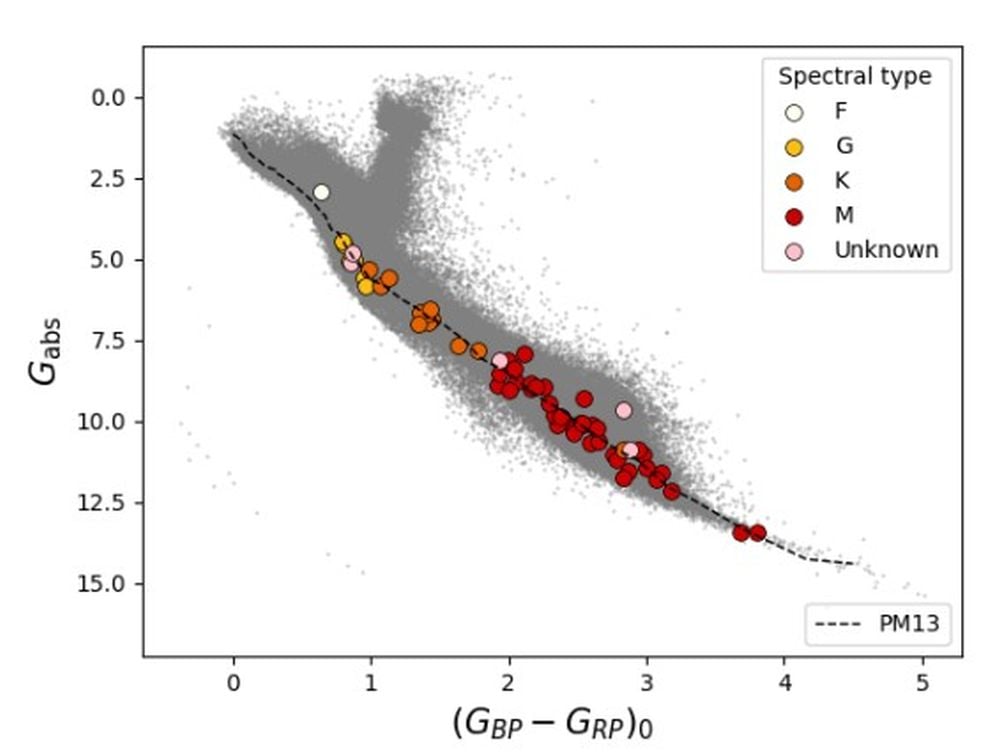 Spectral type
F
G
K
M
Unknown
0.0
2.5
5.0
7.5
10.0
12.5
15.0
G_abs
PM13
0 1 2 3 4 5
(G_BP − G_RP)_0